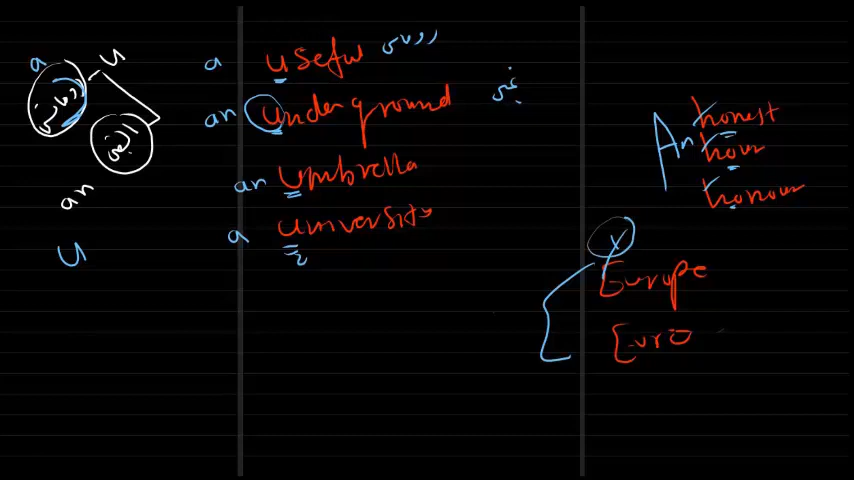 a
u
an
U
a useful
an underground
an umbrella
a university
An
honest
hour
honour
Europe
Euro